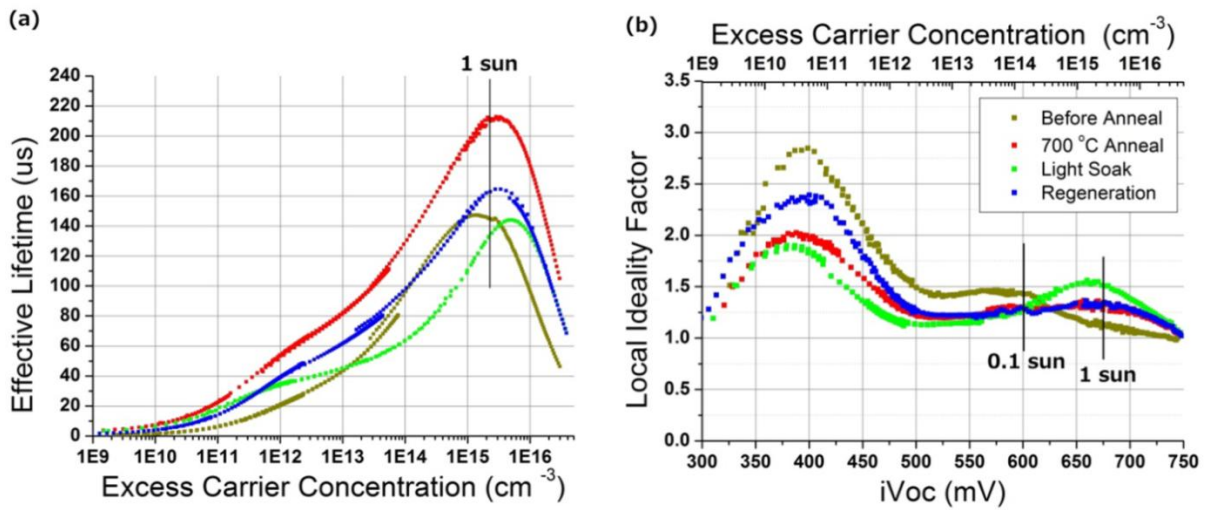 (a)
1 sun
240
220
200
180
160
140
120
100
80
60
40
20
0
Effective Lifetime (us)
1E9 1E10 1E11 1E12 1E13 1E14 1E15 1E16
Excess Carrier Concentration (cm -3)
(b)
Excess Carrier Concentration (cm-3)
1E9 1E10 1E11 1E12 1E13 1E14 1E15 1E16
3.5
3.0
2.5
2.0
1.5
1.0
0.5
0.0
Local Ideality Factor
Before Anneal
700 °C Anneal
Light Soak
Regeneration
0.1 sun
1 sun
300 350 400 450 500 550 600 650 700 750
iVoc (mV)